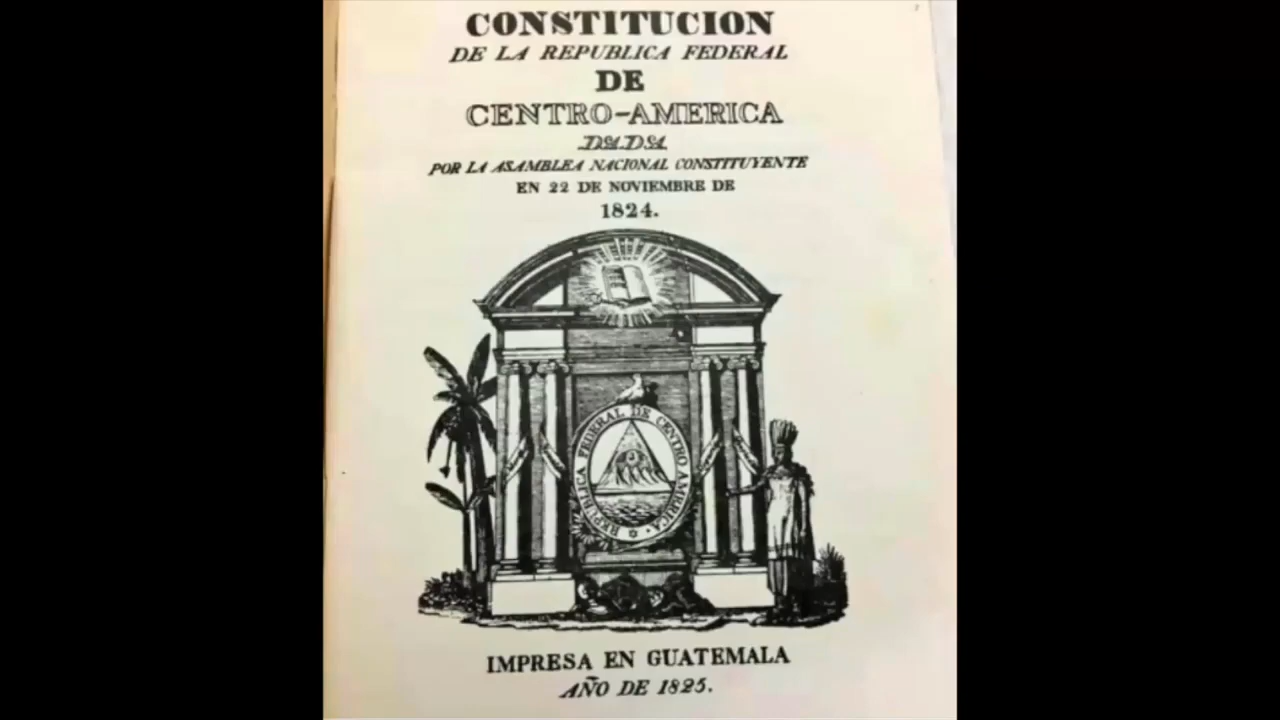 CONSTITUCION
DE LA REPUBLICA FEDERAL
DE
CENTRO-AMERICA
DADA
POR LA ASAMBLEA NACIONAL CONSTITUYENTE
EN 22 DE NOVIEMBRE DE
1824.
REPUBLICA FEDERAL DE CENTRO AMERICA
IMPRESA EN GUATEMALA
AÑO DE 1825.